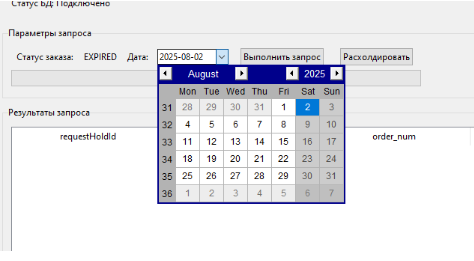 Статус БД: Подключено
Параметры запроса
Статус заказа: EXPIRED Дата: 2025-08-02 Выполнить запрос Расхолдировать
August 2025
Mon Tue Wed Thu Fri Sat Sun
31 28 29 30 31 1 2 3
32 4 5 6 7 8 9 10
33 11 12 13 14 15 16 17
34 18 19 20 21 22 23 24
35 25 26 27 28 29 30 31
36 1 2 3 4 5 6 7
Результаты запроса
requestHoldId order_num